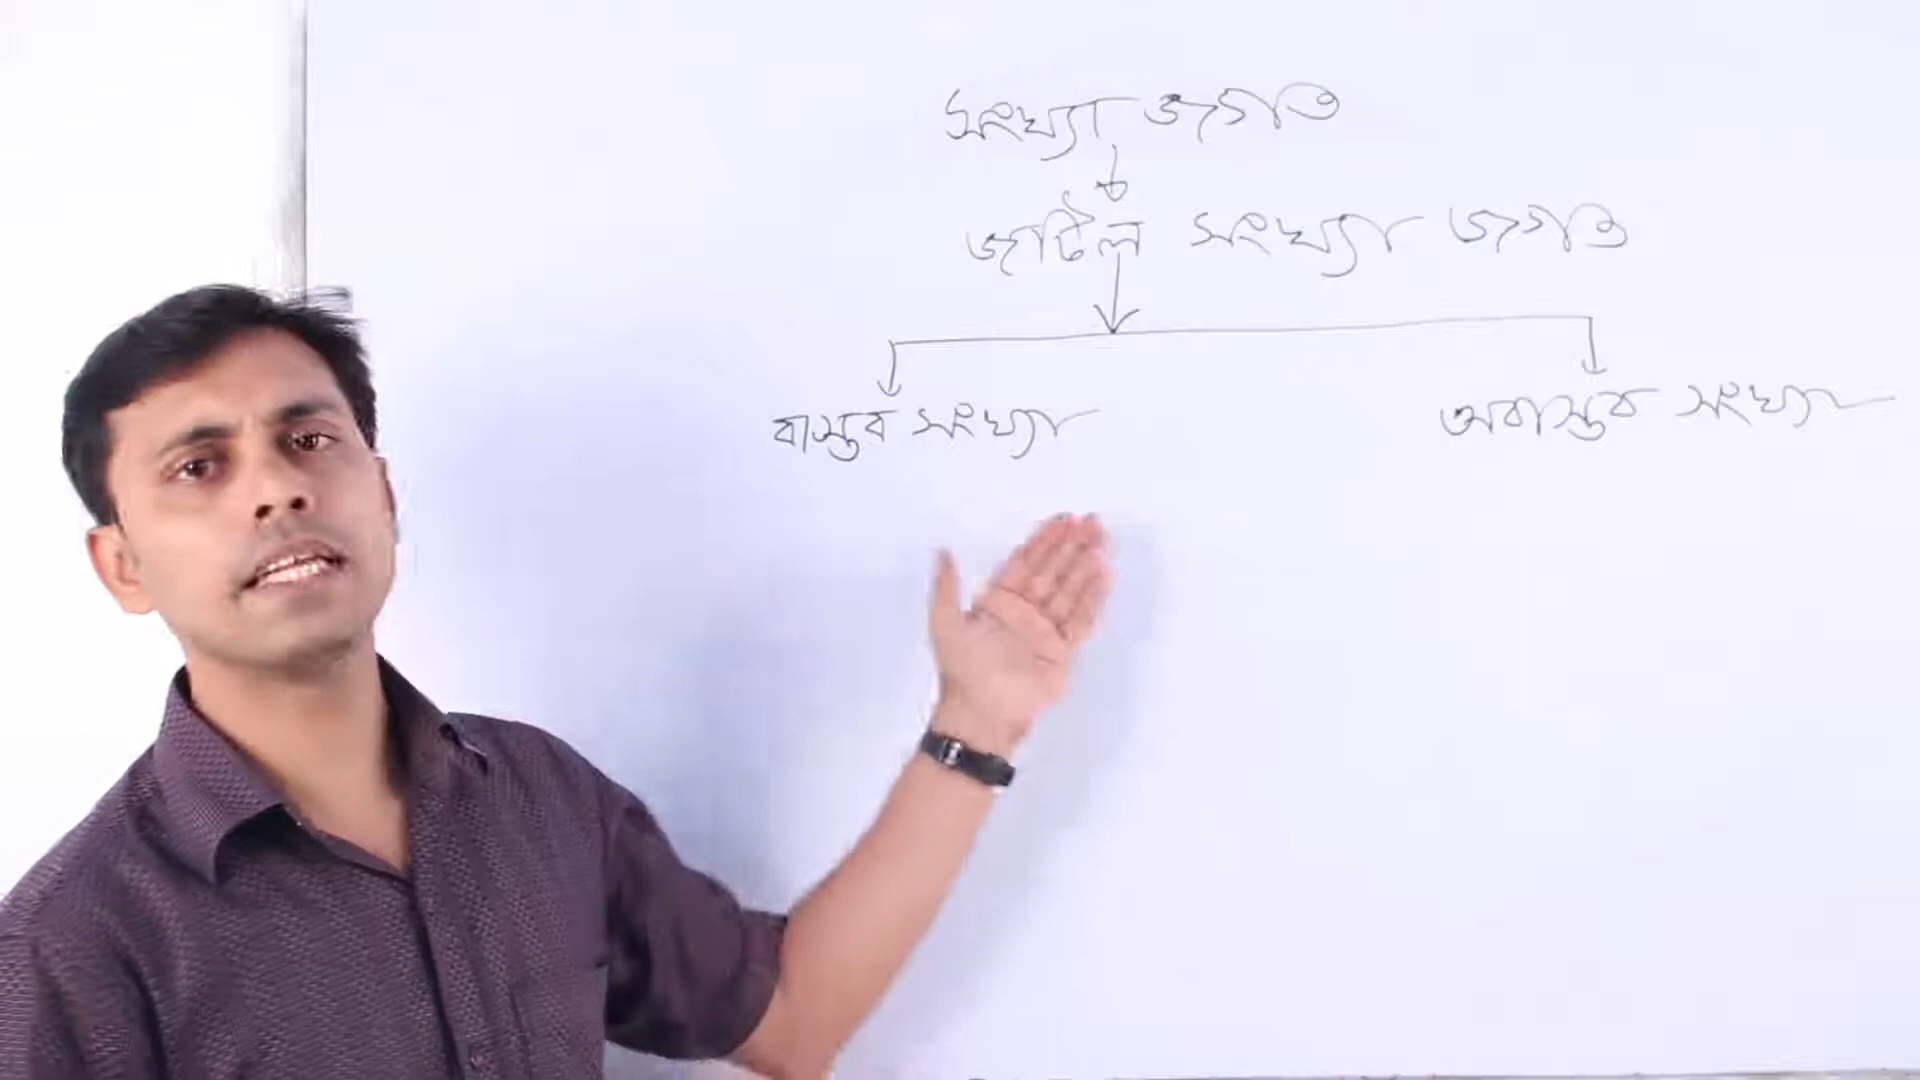 সংখ্যা জগত
জটিল সংখ্যা জগত
বাস্তব সংখ্যা
অবাস্তব সংখ্যা